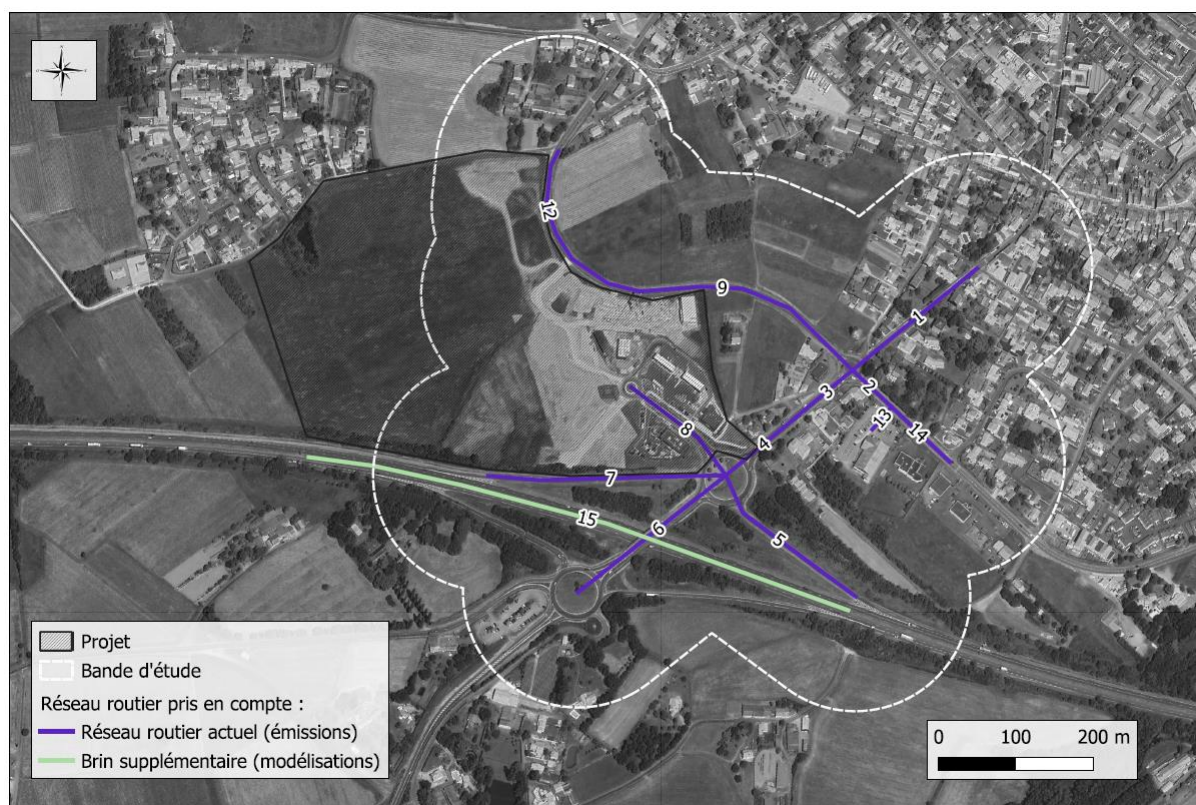 12
9
1
2
3
13
14
4
8
7
15
6
5
Projet
Bande d'étude
Réseau routier pris en compte :
Réseau routier actuel (émissions)
Brin supplémentaire (modélisations)
0 100 200 m